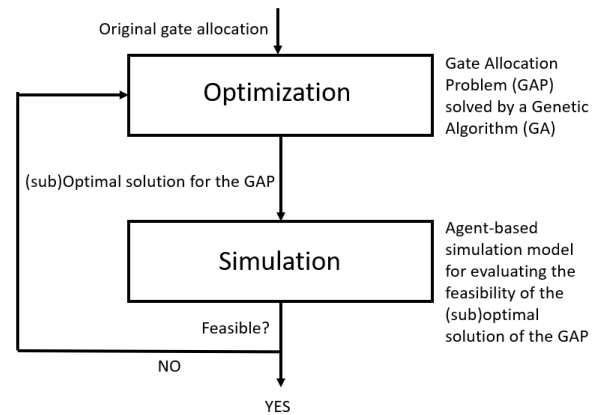 Original gate allocation
Optimization
Gate Allocation
Problem (GAP)
solved by a Genetic
Algorithm (GA)
(sub)Optimal solution for the GAP
Simulation
Agent-based
simulation model
for evaluating the
feasibility of the
(sub)optimal
solution of the GAP
Feasible?
NO
YES